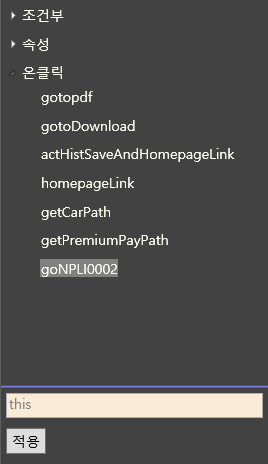 조건부
속성
온클릭
gotopdf
gotoDownload
actHistSaveAndHomepageLink
homepageLink
getCarPath
getPremiumPayPath
goNPLI0002
this
적용